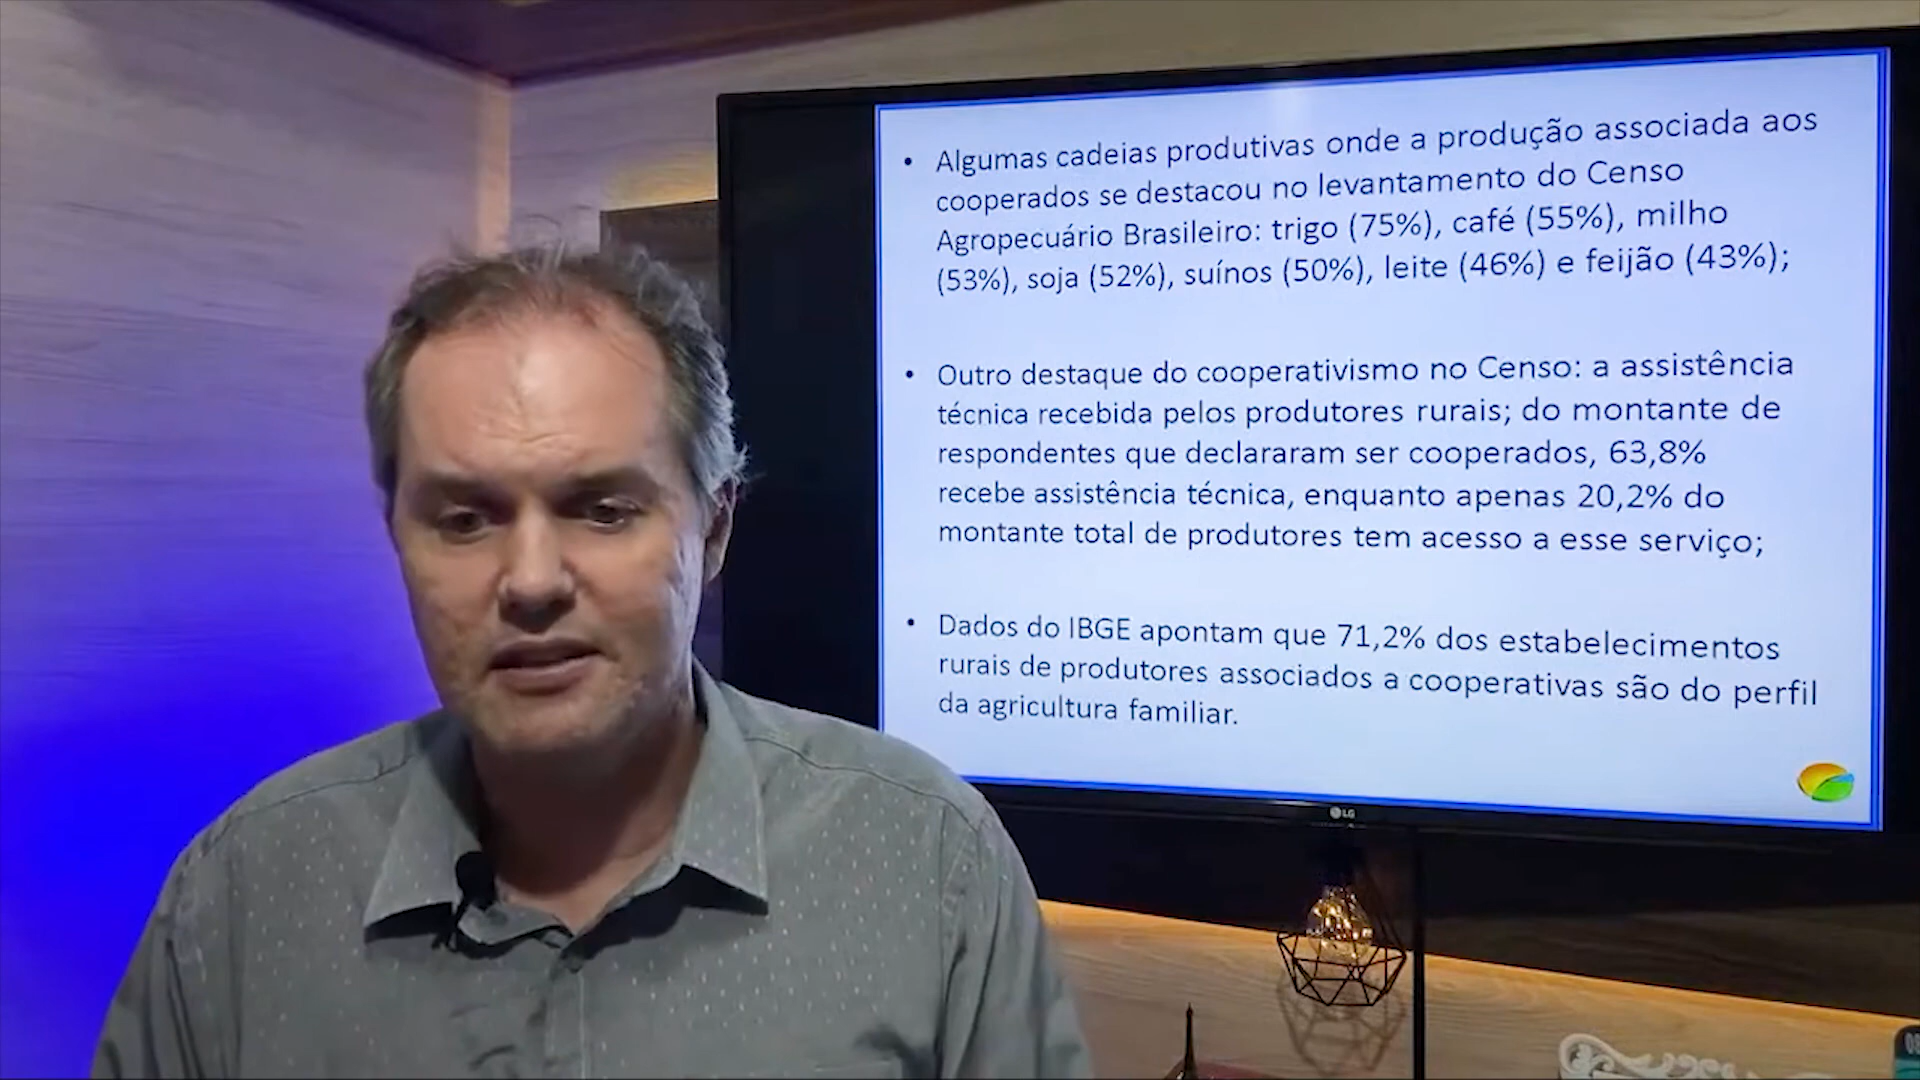 • Algumas cadeias produtivas onde a produção associada aos
cooperados se destacou no levantamento do Censo
Agropecuário Brasileiro: trigo (75%), café (55%), milho
(53%), soja (52%), suínos (50%), leite (46%) e feijão (43%);
• Outro destaque do cooperativismo no Censo: a assistência
técnica recebida pelos produtores rurais; do montante de
respondentes que declararam ser cooperados, 63,8%
recebe assistência técnica, enquanto apenas 20,2% do
montante total de produtores tem acesso a esse serviço;
• Dados do IBGE apontam que 71,2% dos estabelecimentos
rurais de produtores associados a cooperativas são do perfil
da agricultura familiar.
LG